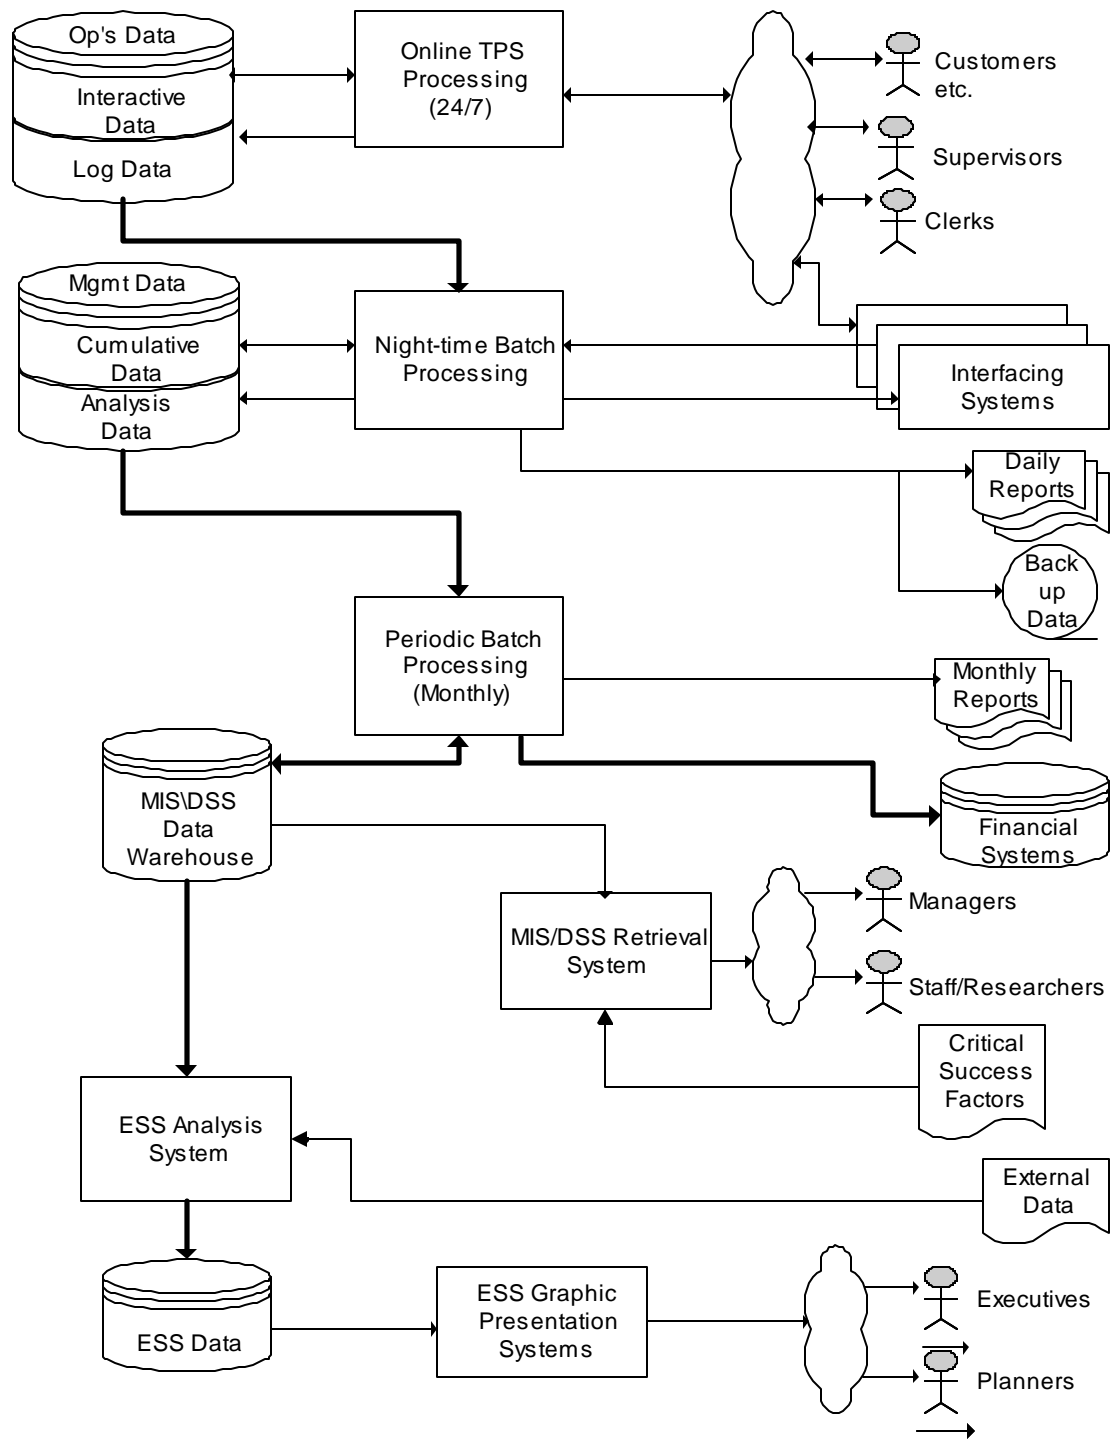 Op's Data
Interactive
Data
Log Data
Online TPS
Processing
(24/7)
Customers
etc.
Supervisors
Clerks
Mgmt Data
Cumulative
Data
Analysis
Data
Night-time Batch
Processing
Interfacing
Systems
Daily
Reports
Back
up
Data
Periodic Batch
Processing
(Monthly)
Monthly
Reports
MIS\DSS
Data
Warehouse
Financial
Systems
MIS/DSS Retrieval
System
Managers
Staff/Researchers
Critical
Success
Factors
ESS Analysis
System
External
Data
ESS Data
ESS Graphic
Presentation
Systems
Executives
Planners